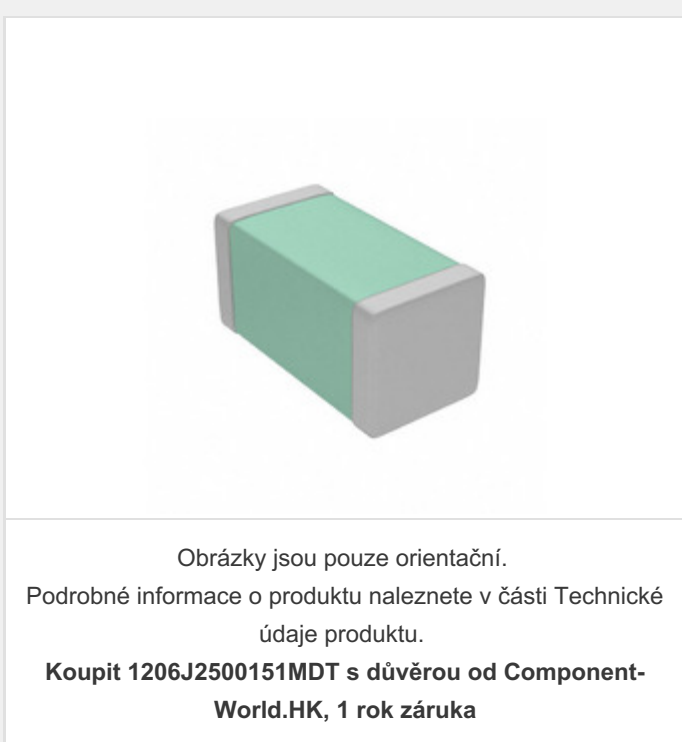 Obrázky jsou pouze orientační.
Podrobné informace o produktu naleznete v části Technické
údaje produktu.
Koupit 1206J2500151MDT s důvěrou od Component-
World.HK, 1 rok záruka